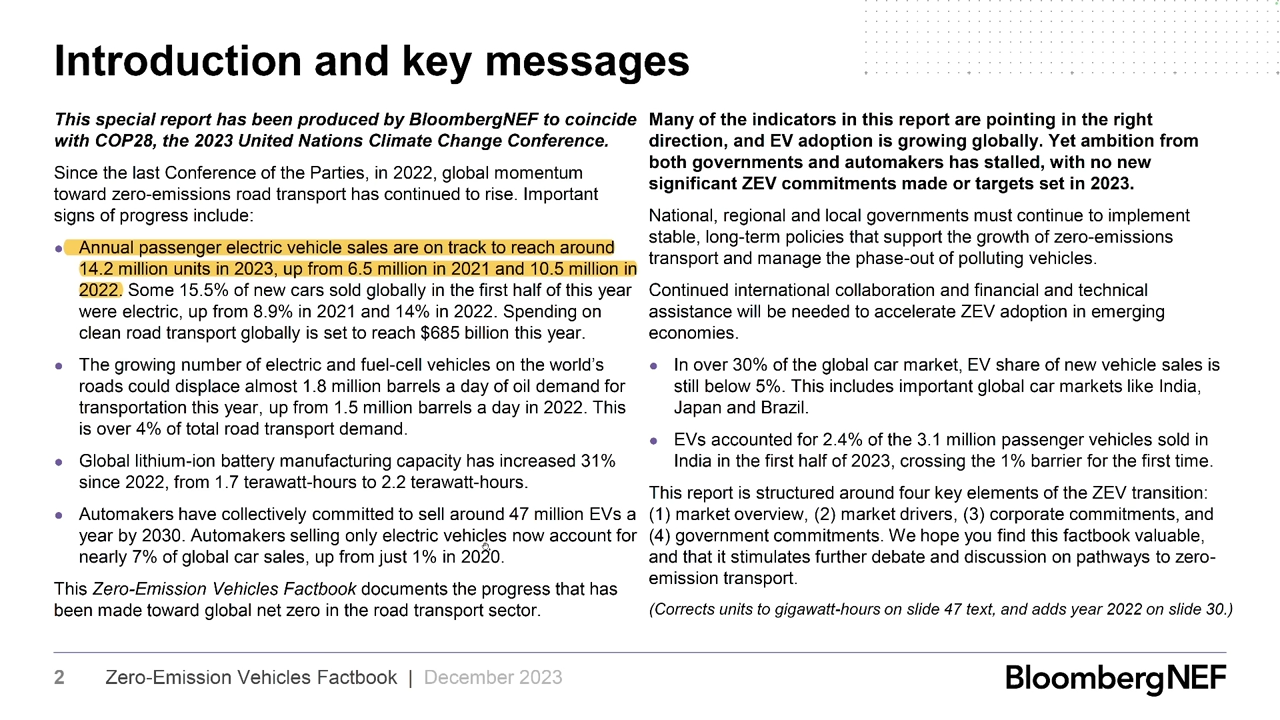 Introduction and key messages
This special report has been produced by BloombergNEF to coincide
with COP28, the 2023 United Nations Climate Change Conference.
Since the last Conference of the Parties, in 2022, global momentum
toward zero-emissions road transport has continued to rise. Important
signs of progress include:
• Annual passenger electric vehicle sales are on track to reach around
14.2 million units in 2023, up from 6.5 million in 2021 and 10.5 million in
2022. Some 15.5% of new cars sold globally in the first half of this year
were electric, up from 8.9% in 2021 and 14% in 2022. Spending on
clean road transport globally is set to reach $685 billion this year.
• The growing number of electric and fuel-cell vehicles on the world's
roads could displace almost 1.8 million barrels a day of oil demand for
transportation this year, up from 1.5 million barrels a day in 2022. This
is over 4% of total road transport demand.
• Global lithium-ion battery manufacturing capacity has increased 31%
since 2022, from 1.7 terawatt-hours to 2.2 terawatt-hours.
• Automakers have collectively committed to sell around 47 million EVs a
year by 2030. Automakers selling only electric vehicles now account for
nearly 7% of global car sales, up from just 1% in 2020.
This Zero-Emission Vehicles Factbook documents the progress that has
been made toward global net zero in the road transport sector.
Many of the indicators in this report are pointing in the right
direction, and EV adoption is growing globally. Yet ambition from
both governments and automakers has stalled, with no new
significant ZEV commitments made or targets set in 2023.
National, regional and local governments must continue to implement
stable, long-term policies that support the growth of zero-emissions
transport and manage the phase-out of polluting vehicles.
Continued international collaboration and financial and technical
assistance will be needed to accelerate ZEV adoption in emerging
economies.
• In over 30% of the global car market, EV share of new vehicle sales is
still below 5%. This includes important global car markets like India,
Japan and Brazil.
• EVs accounted for 2.4% of the 3.1 million passenger vehicles sold in
India in the first half of 2023, crossing the 1% barrier for the first time.
This report is structured around four key elements of the ZEV transition:
(1) market overview, (2) market drivers, (3) corporate commitments, and
(4) government commitments. We hope you find this factbook valuable,
and that it stimulates further debate and discussion on pathways to zero-
emission transport.
(Corrects units to gigawatt-hours on slide 47 text, and adds year 2022 on slide 30.)
2 Zero-Emission Vehicles Factbook | December 2023
BloombergNEF